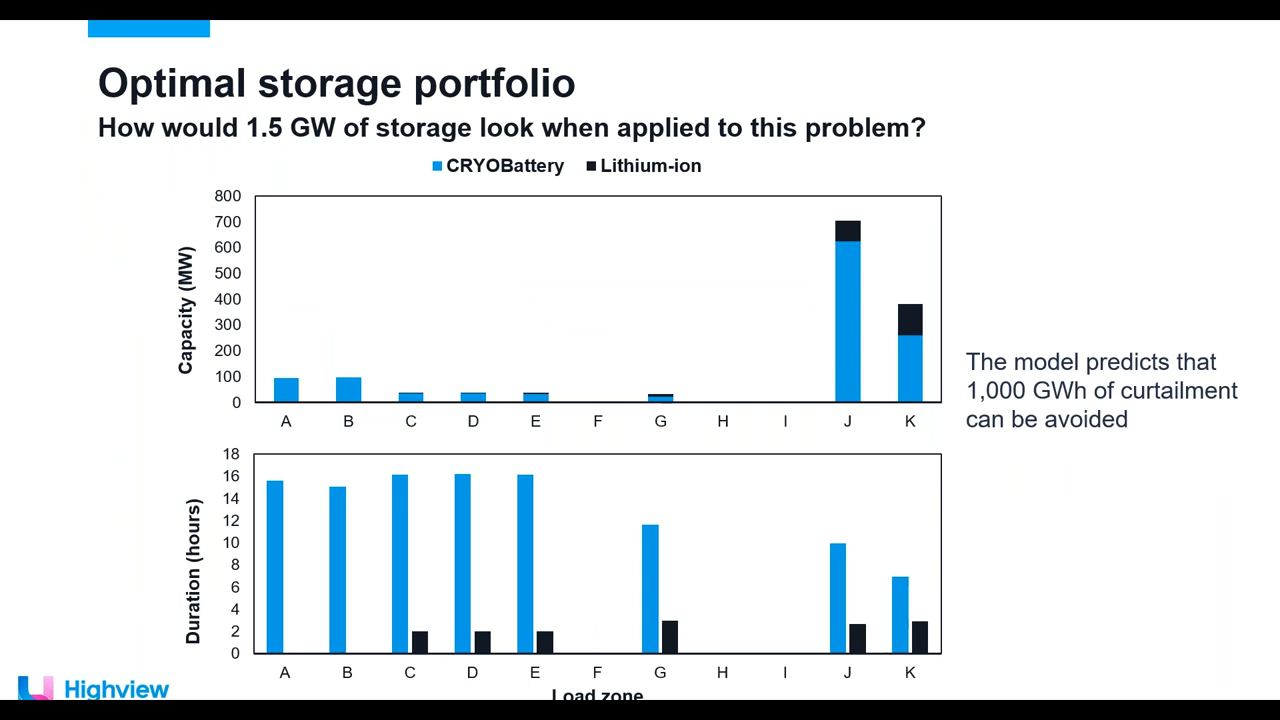 Optimal storage portfolio
How would 1.5 GW of storage look when applied to this problem?
CRYOBattery Lithium-ion
Capacity (MW)
800
700
600
500
400
300
200
100
0
A B C D E F G H I J K
The model predicts that
1,000 GWh of curtailment
can be avoided
Duration (hours)
18
16
14
12
10
8
6
4
2
0
A B C D E F G H I J K
Load zone
Highview